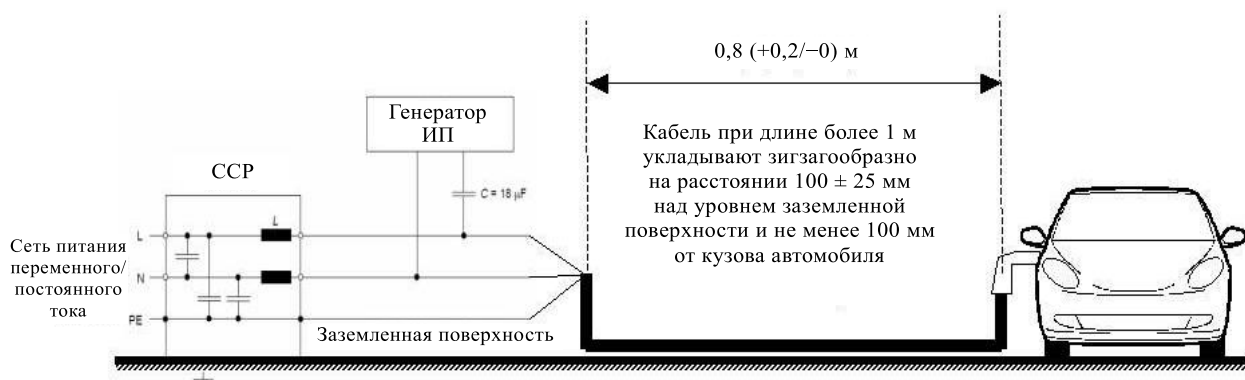 0,8 (+0,2/−0) м
Генератор
ИП
C = 18 μF
ССР
L
L
N
PE
Сеть питания
переменного/
постоянного
тока
Заземленная поверхность
Кабель при длине более 1 м
укладывают зигзагообразно
на расстоянии 100 ± 25 мм
над уровнем заземленной
поверхности и не менее 100 мм
от кузова автомобиля